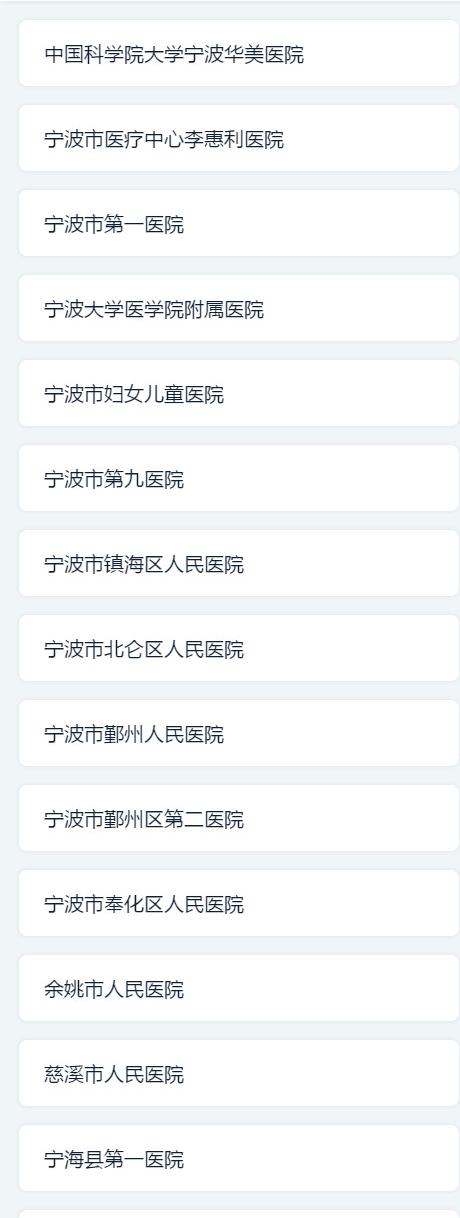 中国科学院大学宁波华美医院
宁波市医疗中心李惠利医院
宁波市第一医院
宁波大学医学院附属医院
宁波市妇女儿童医院
宁波市第九医院
宁波市镇海区人民医院
宁波市北仑区人民医院
宁波市鄞州人民医院
宁波市鄞州区第二医院
宁波市奉化区人民医院
余姚市人民医院
慈溪市人民医院
宁海县第一医院